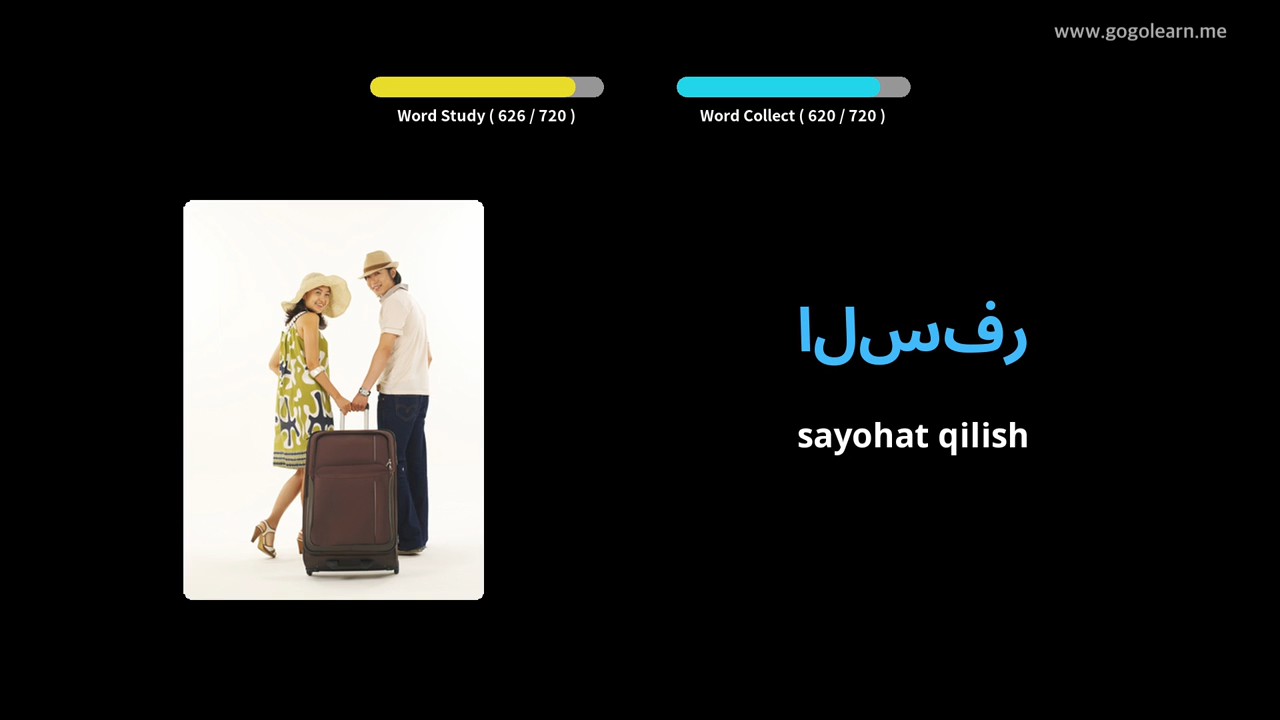 www.gogolearn.me
Word Study ( 626 / 720 )
Word Collect ( 620 / 720 )
السفر
sayohat qilish